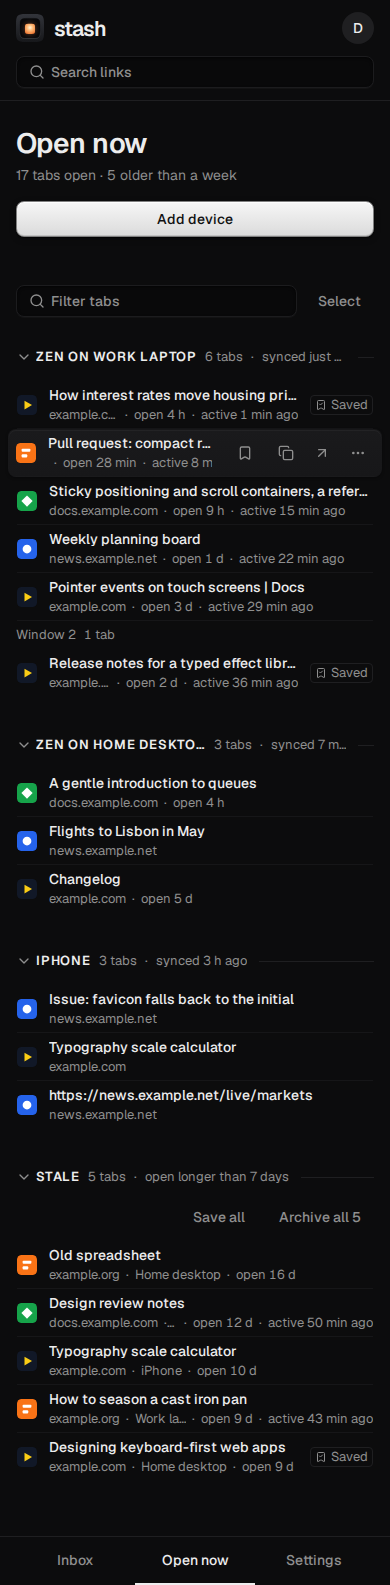 stash
D
Search links
Open now
17 tabs open · 5 older than a week
Add device
Filter tabs
Select
ZEN ON WORK LAPTOP 6 tabs · synced just ...
How interest rates move housing pri...
example.c... · open 4 h · active 1 min ago
Saved
Pull request: compact r...
· open 28 min · active 8 m
Sticky positioning and scroll containers, a refer...
docs.example.com · open 9 h · active 15 min ago
Weekly planning board
news.example.net · open 1 d · active 22 min ago
Pointer events on touch screens | Docs
example.com · open 3 d · active 29 min ago
Window 2 1 tab
Release notes for a typed effect libr...
example.... · open 2 d · active 36 min ago
Saved
ZEN ON HOME DESKTO... 3 tabs · synced 7 m...
A gentle introduction to queues
docs.example.com · open 4 h
Flights to Lisbon in May
news.example.net
Changelog
example.com · open 5 d
IPHONE 3 tabs · synced 3 h ago
Issue: favicon falls back to the initial
news.example.net
Typography scale calculator
example.com
https://news.example.net/live/markets
news.example.net
STALE 5 tabs · open longer than 7 days
Save all
Archive all 5
Old spreadsheet
example.org · Home desktop · open 16 d
Design review notes
docs.example.com ·... · open 12 d · active 50 min ago
Typography scale calculator
example.com · iPhone · open 10 d
How to season a cast iron pan
example.org · Work la... · open 9 d · active 43 min ago
Designing keyboard-first web apps
example.com · Home desktop · open 9 d
Saved
Inbox
Open now
Settings